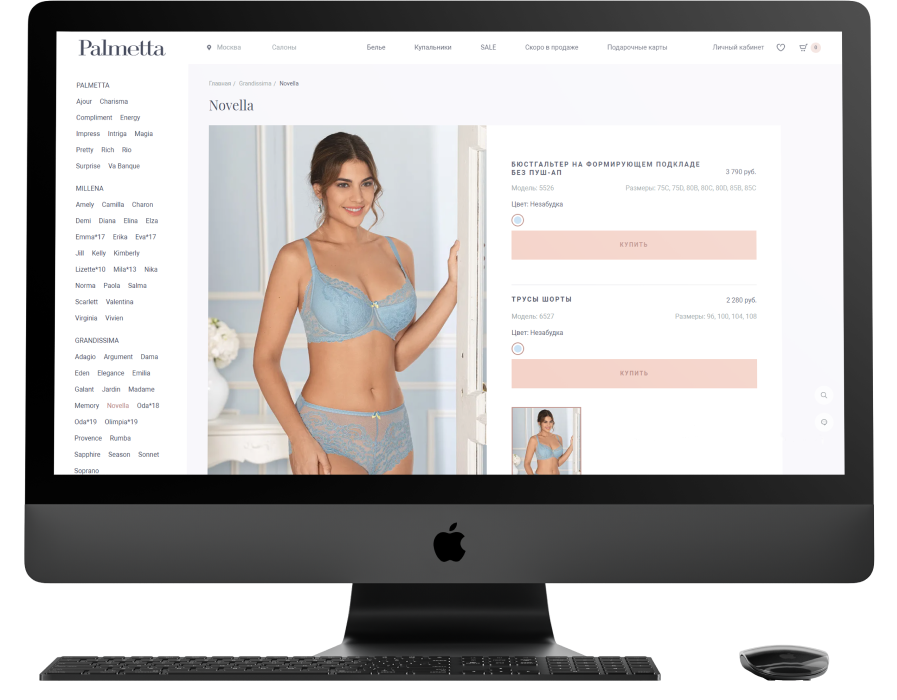 Palmetta
Москва Салоны Белье Купальники SALE Скоро в продаже Подарочные карты Личный кабинет 0
PALMETTA
Ajour Charisma
Compliment Energy
Impress Intriga Magia
Pretty Rich Rio
Surprise Va Banque
MILLENA
Amely Camilla Charon
Demi Diana Elina Elza
Emma*17 Erika Eva*17
Jill Kelly Kimberly
Lizette*10 Mila*13 Nika
Norma Paola Salma
Scarlett Valentina
Virginia Vivien
GRANDISSIMA
Adagio Argument Dama
Eden Elegance Emilia
Galant Jardin Madame
Memory Novella Oda*18
Oda*19 Olimpia*19
Provence Rumba
Sapphire Season Sonnet
Soprano
Главная / Grandissima / Novella
Novella
БЮСТГАЛЬТЕР НА ФОРМИРУЮЩЕМ ПОДКЛАДЕ
БЕЗ ПУШ-АП 3 790 руб.
Модель: 5526 Размеры: 75C, 75D, 80B, 80C, 80D, 85B, 85C
Цвет: Незабудка
КУПИТЬ
ТРУСЫ ШОРТЫ 2 280 руб.
Модель: 6527 Размеры: 96, 100, 104, 108
Цвет: Незабудка
КУПИТЬ